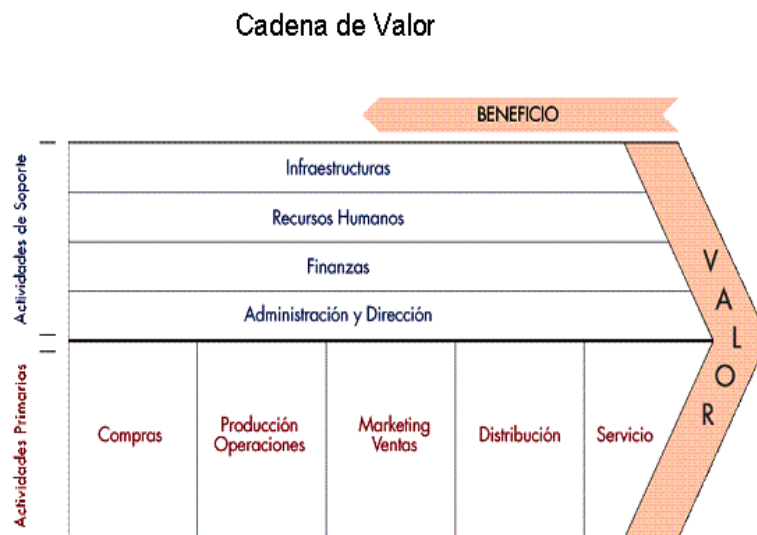 Cadena de Valor
BENEFICIO
Actividades de Soporte
Infraestructuras
Recursos Humanos
Finanzas
Administración y Dirección
VALOR
Actividades Primarias
Compras
Producción
Operaciones
Marketing
Ventas
Distribución
Servicio